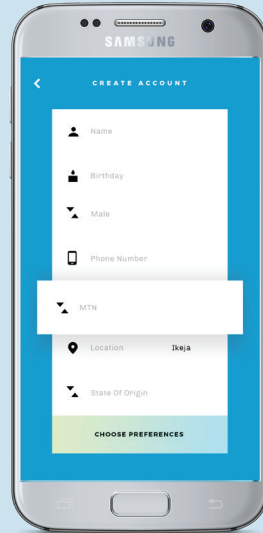 SAMSUNG
CREATE ACCOUNT
Name
Birthday
Male
Phone Number
MTN
Location Ikeja
State Of Origin
CHOOSE PREFERENCES